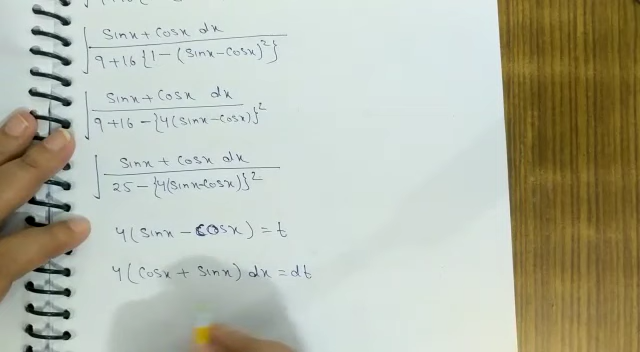 ∫ sinx + cosx dx / 9+16{1-(sinx-cosx)²}
∫ sinx + cosx dx / 9+16-{4(sinx-cosx)}²
∫ sinx + cosx dx / 25-{4(sinx-cosx)}²
4(sinx - cosx) = t
4(cosx + sinx) dx = dt